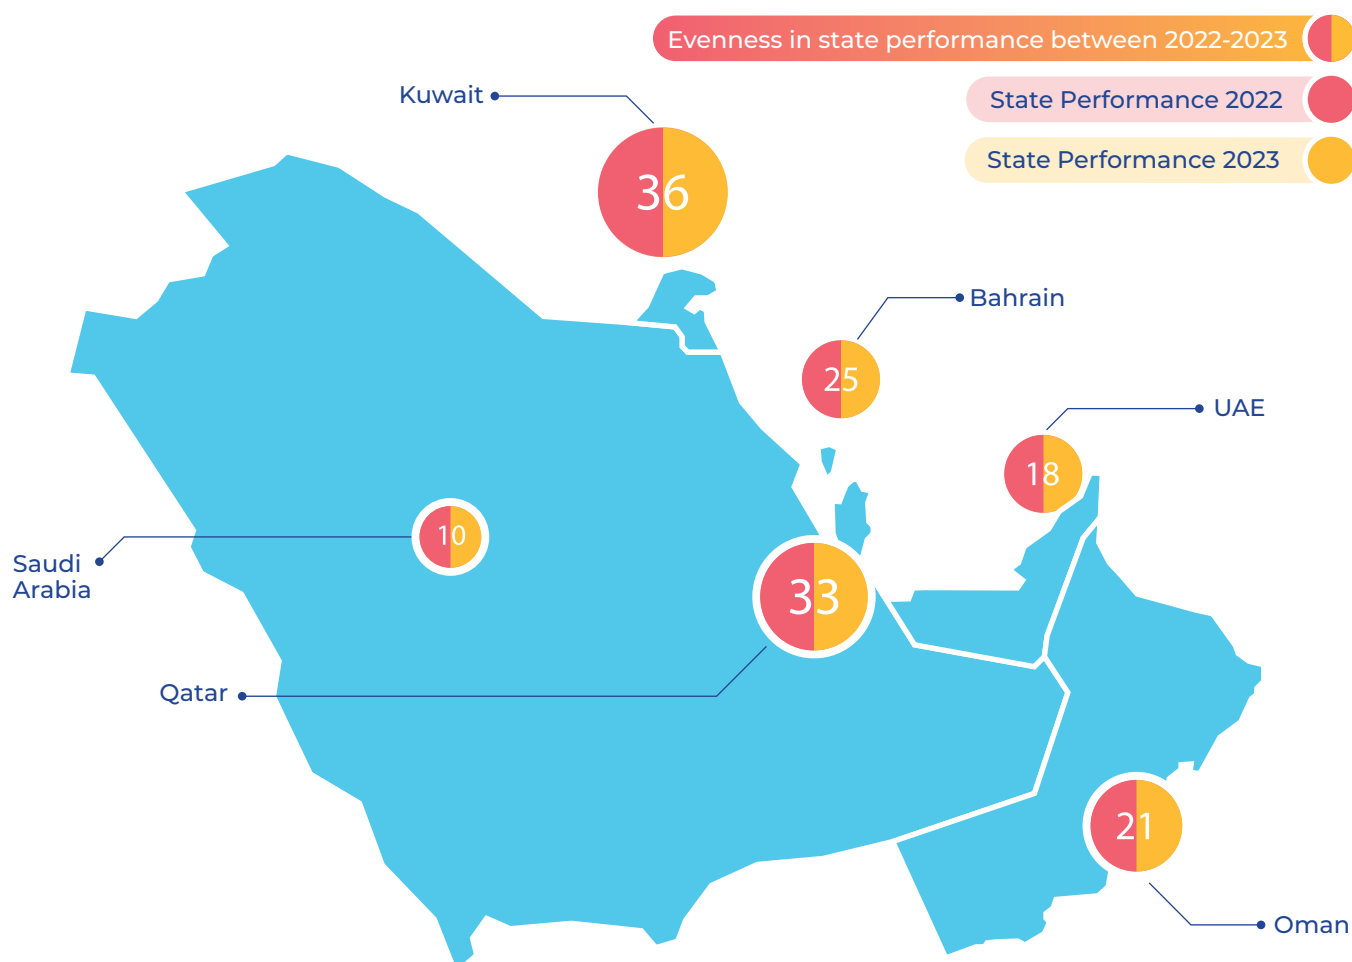 Evenness in state performance between 2022-2023
State Performance 2022
State Performance 2023
Kuwait
36
Bahrain
25
UAE
18
Saudi
Arabia
10
33
Qatar
21
Oman